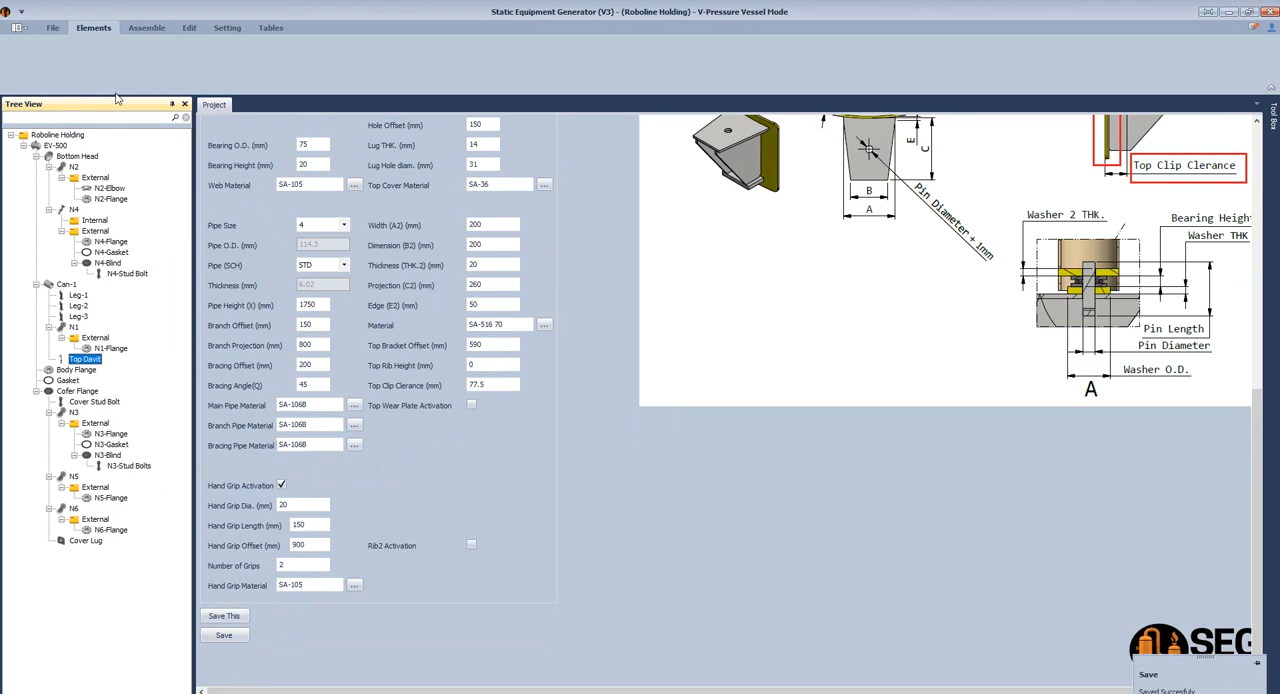 Static Equipment Generator (V3) - (Roboline Holding) - V-Pressure Vessel Mode
File Elements Assemble Edit Setting Tables
Tree View
Roboline Holding
EV-500
Bottom Head
N2
External
N2-Elbow
N2-Flange
N4
Internal
External
N4-Flange
N4-Gasket
N4-Blind
N4-Stud Bolt
Can-1
Leg-1
Leg-2
Leg-3
N1
External
N1-Flange
Top Davit
Body Flange
Gasket
Cofer Flange
Cover Stud Bolt
N3
External
N3-Flange
N3-Gasket
N3-Blind
N3-Stud Bolts
N5
External
N5-Flange
N6
External
N6-Flange
Cover Lug
Project
Hole Offset (mm) 150
Bearing O.D. (mm) 75 Lug THK. (mm) 14
Bearing Height (mm) 20 Lug Hole diam. (mm) 31
Web Material SA-105 ... Top Cover Material SA-36 ...
Pipe Size 4 Width (A2) (mm) 200
Pipe O.D. (mm) 114.3 Dimension (B2) (mm) 200
Pipe (SCH) STD Thickness (THK.2) (mm) 20
Thickness (mm) 6.02 Projection (C2) (mm) 260
Pipe Height (X) (mm) 1750 Edge (E2) (mm) 50
Branch Offset (mm) 150 Material SA-516 70 ...
Branch Projection (mm) 800 Top Bracket Offset (mm) 590
Bracing Offset (mm) 200 Top Rib Height (mm) 0
Bracing Angle(Q) 45 Top Clip Clerance (mm) 77.5
Main Pipe Material SA-106B ... Top Wear Plate Activation
Branch Pipe Material SA-106B ...
Bracing Pipe Material SA-106B ...
Hand Grip Activation
Hand Grip Dia. (mm) 20
Hand Grip Length (mm) 150
Hand Grip Offset (mm) 900 Rib2 Activation
Number of Grips 2
Hand Grip Material SA-105 ...
Save This
Save
E
C
B
A
Pin Diameter + 1mm
Top Clip Clerance
Washer 2 THK.
Bearing Height
Washer THK
Pin Length
Pin Diameter
Washer O.D.
A
SEG
Save
Saved Succesfuly
Tool Box